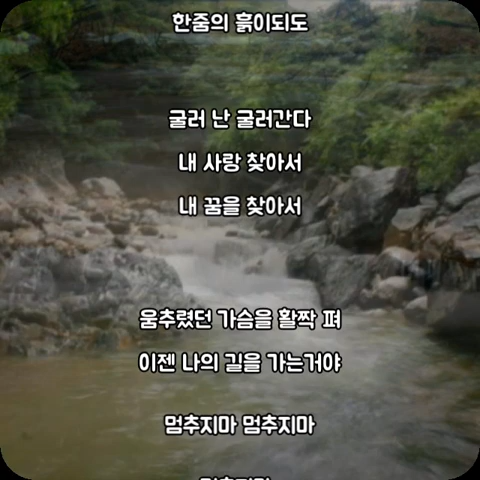 한줌의 흙이되도
굴러 난 굴러간다
내 사랑 찾아서
내 꿈을 찾아서
움추렸던 가슴을 활짝 펴
이젠 나의 길을 가는거야
멈추지마 멈추지마